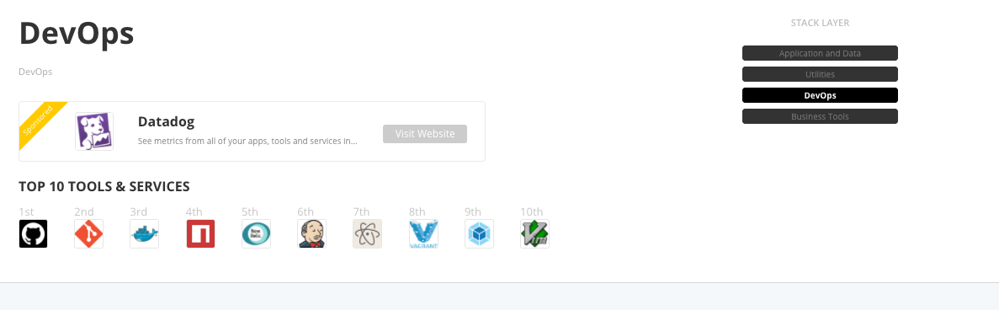 DevOps
DevOps
Sponsored
Datadog
See metrics from all of your apps, tools and services in...
Visit Website
TOP 10 TOOLS & SERVICES
1st 2nd 3rd 4th 5th 6th 7th 8th 9th 10th
New Relic
VAGRANT
STACK LAYER
Application and Data
Utilities
DevOps
Business Tools